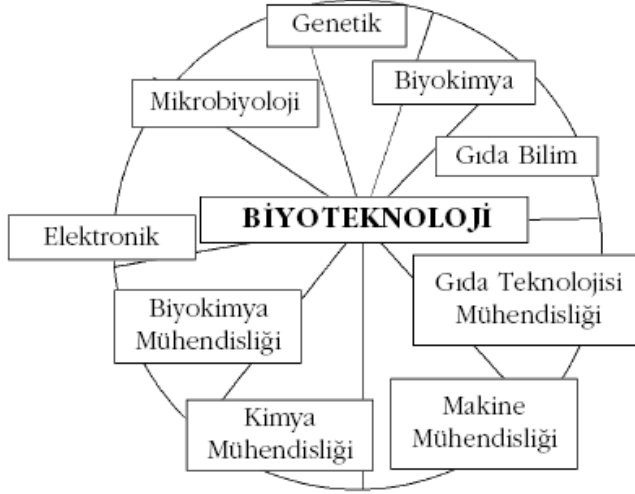 Genetik
Biyokimya
Mikrobiyoloji
Gıda Bilim
BİYOTEKNOLOJİ
Elektronik
Gıda Teknolojisi
Mühendisliği
Biyokimya
Mühendisliği
Kimya
Mühendisliği
Makine
Mühendisliği